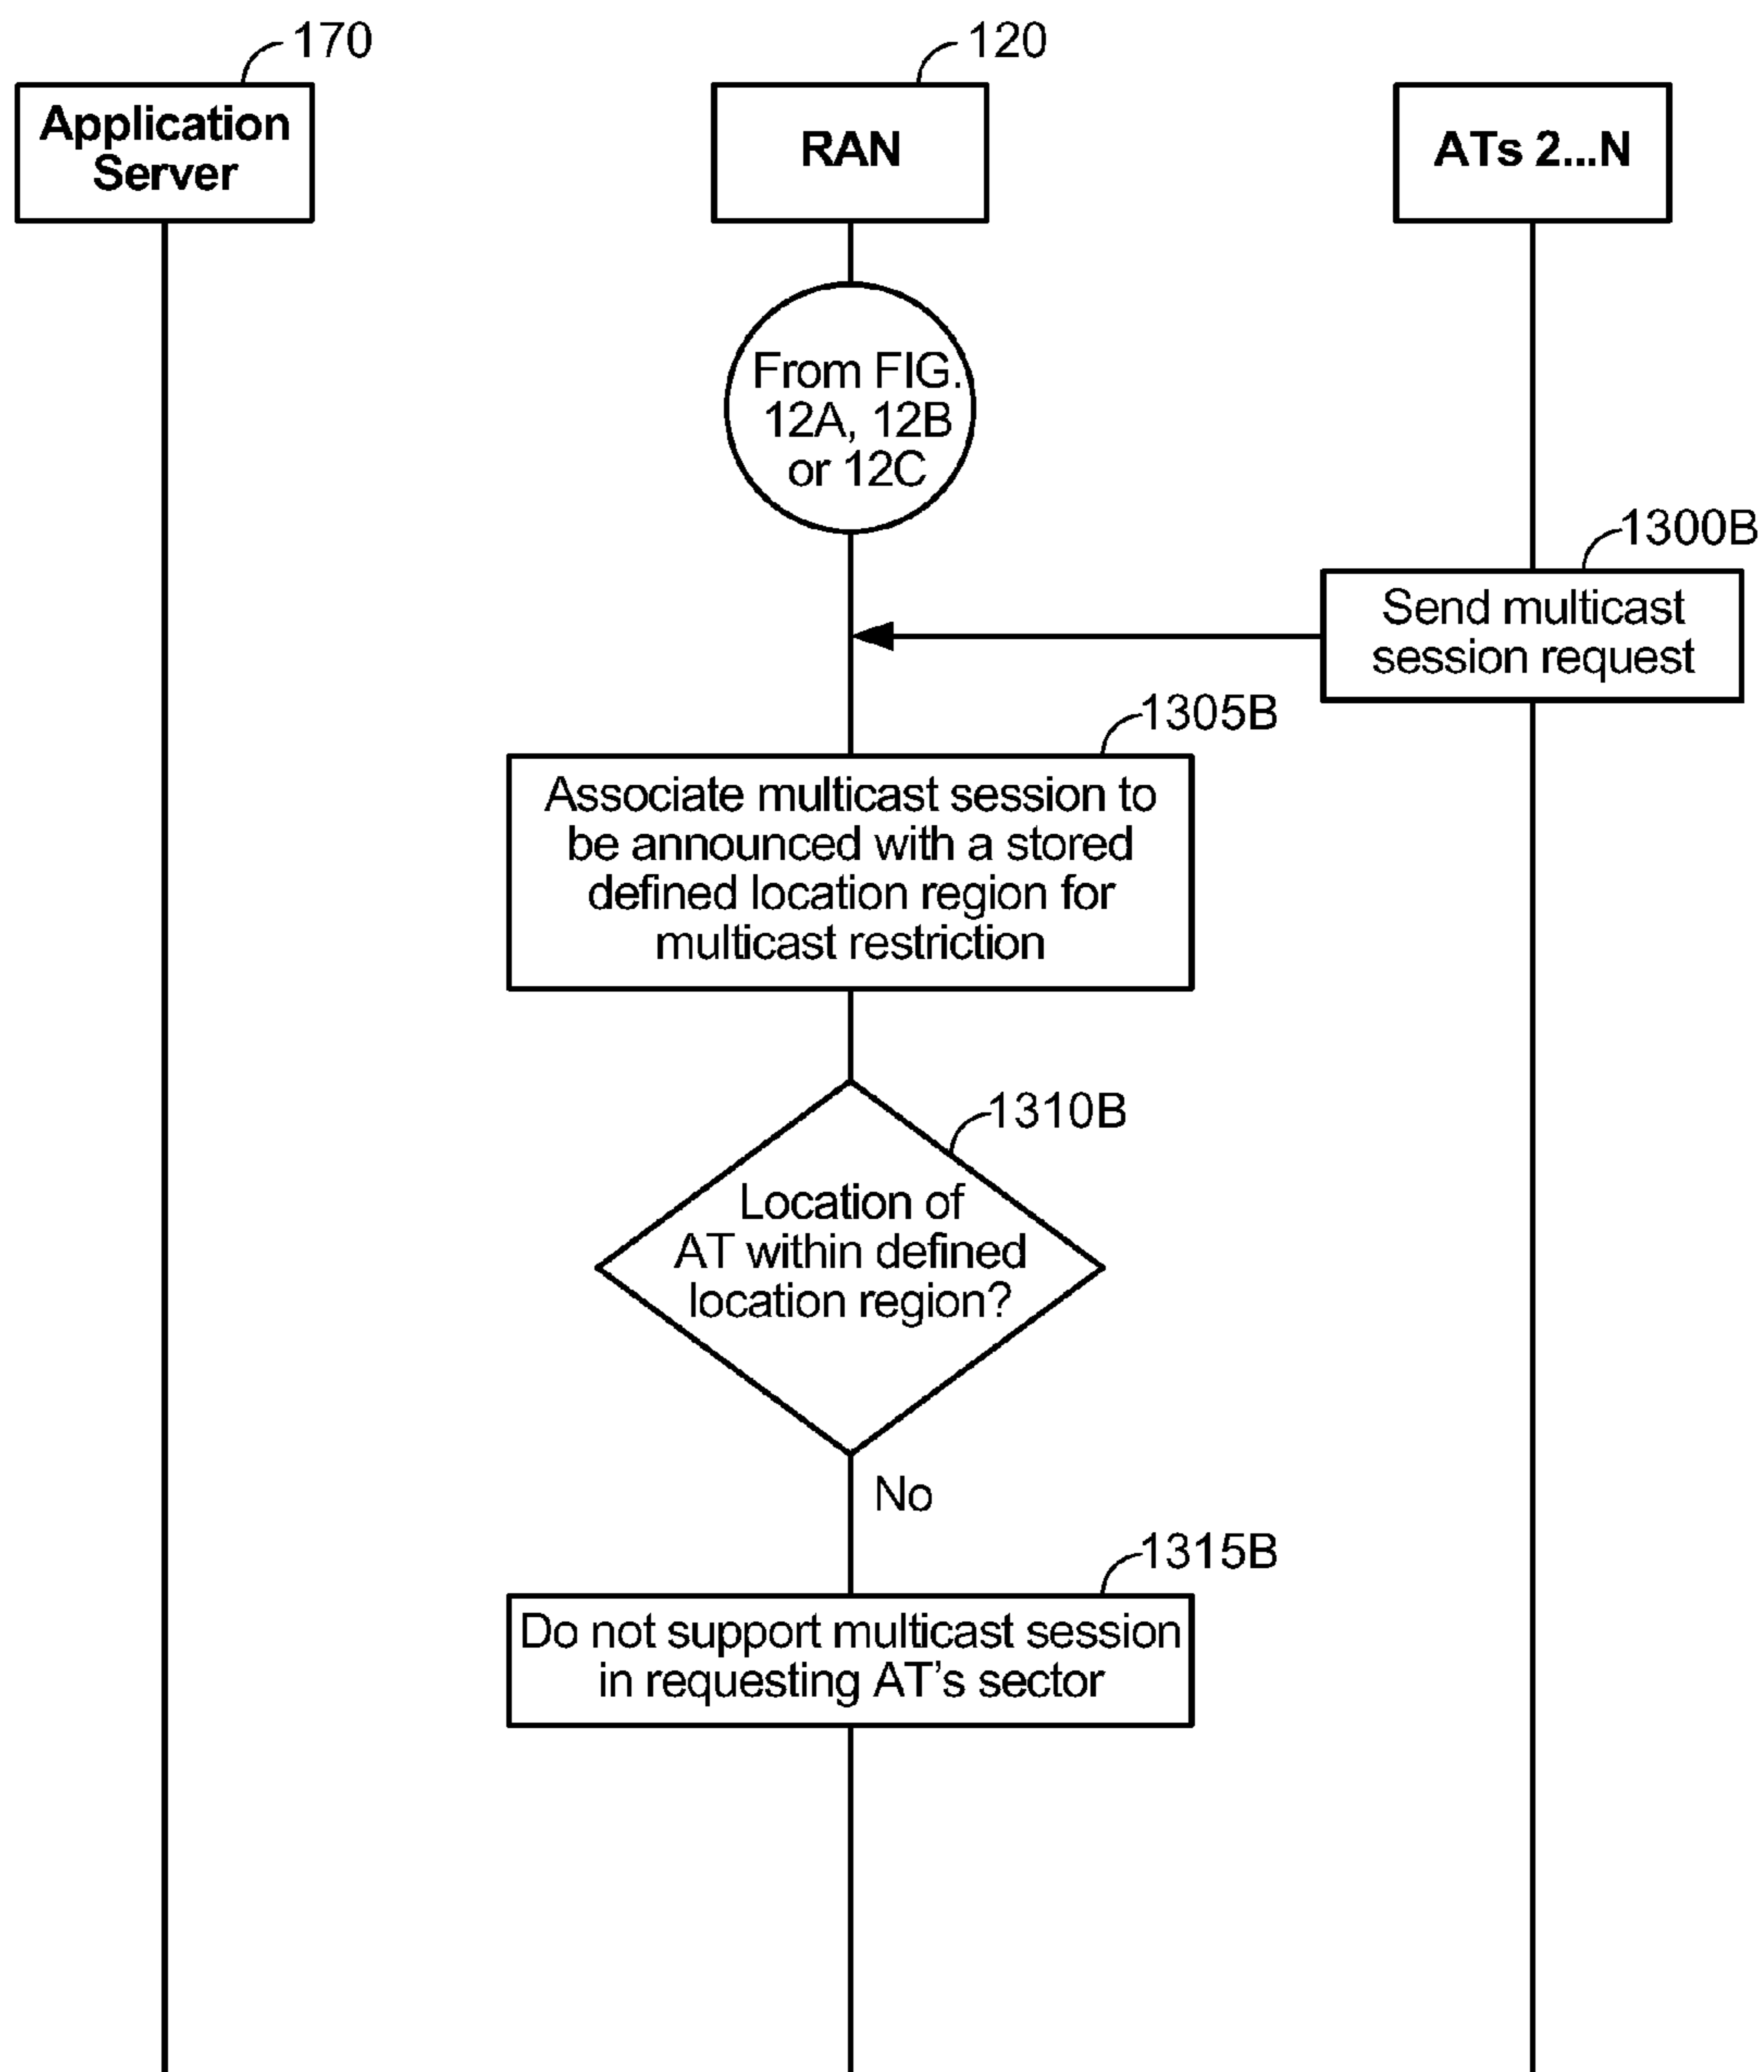 170
120
Application
Server
RAN
ATs 2...N
From FIG.
12A, 12B
or 12C
1300B
Send multicast
session request
1305B
Associate multicast session to
be announced with a stored
defined location region for
multicast restriction
1310B
Location of
AT within defined
location region?
No
1315B
Do not support multicast session
in requesting AT's sector